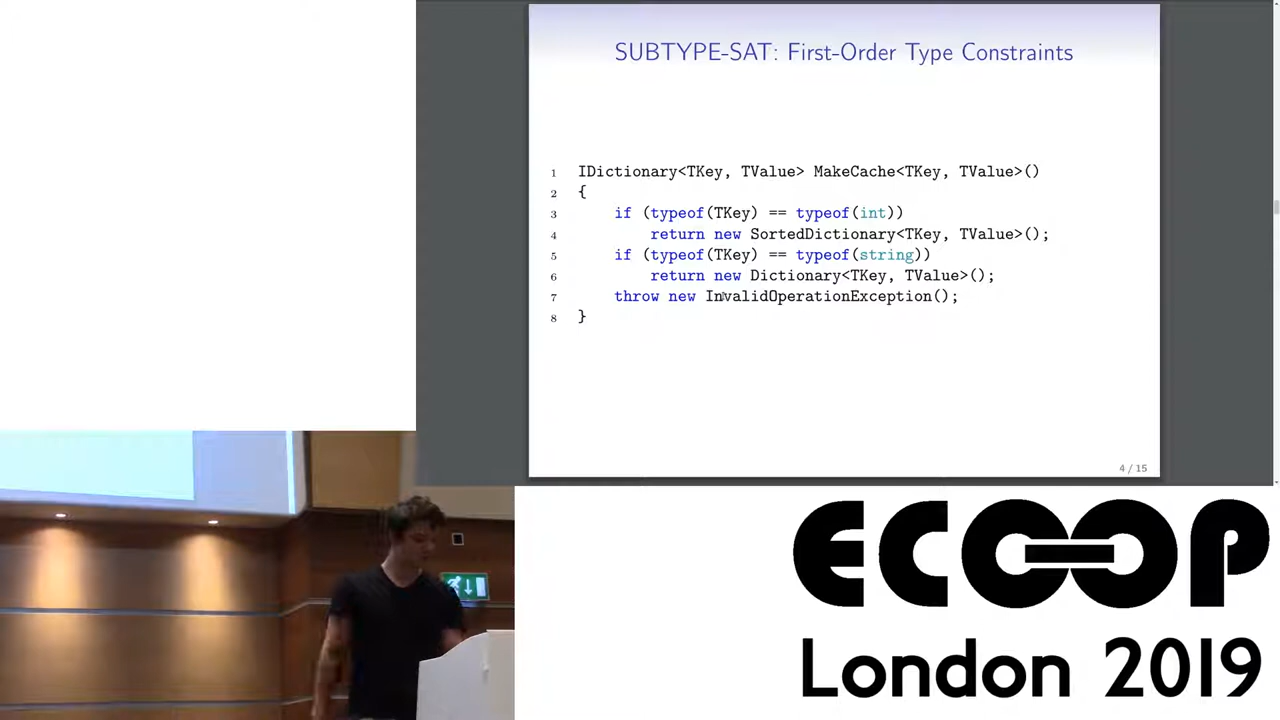 SUBTYPE-SAT: First-Order Type Constraints
1 IDictionary<TKey, TValue> MakeCache<TKey, TValue>()
2 {
3 if (typeof(TKey) == typeof(int))
4 return new SortedDictionary<TKey, TValue>();
5 if (typeof(TKey) == typeof(string))
6 return new Dictionary<TKey, TValue>();
7 throw new InvalidOperationException();
8 }
4 / 15
ECOOP
London 2019